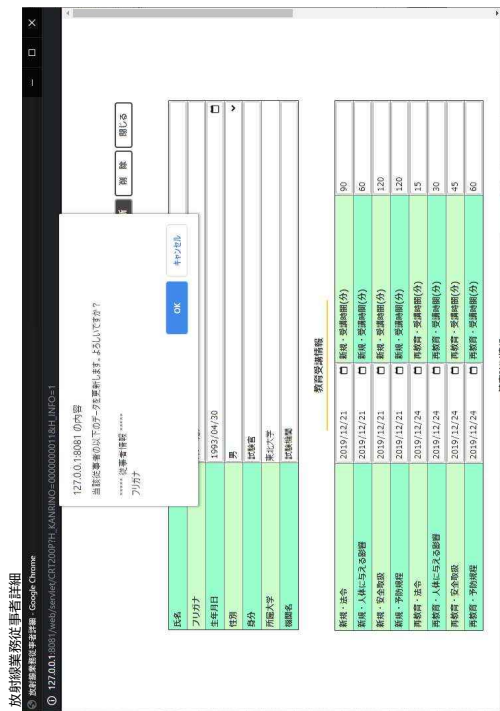 放射線業務従事者詳細
放射線業務従事者詳細 - Google Chrome
127.0.0.1:8081/web/servlet/CRT200P?H_KANRINO=0000000011&H_INFO=1
127.0.0.1:8081 の内容
当該従事者の以下のデータを更新します。よろしいですか？
***** 従事者情報 *****
フリガナ
OK
キャンセル
削 除
閉じる
氏名
フリガナ
生年月日 1993/04/30
性別 男
身分 試験官
所属大学 東北大学
機関名 試験機関
教育受講情報
新規・法令 2019/12/21 新規・受講時間(分) 90
新規・人体に与える影響 2019/12/21 新規・受講時間(分) 60
新規・安全取扱 2019/12/21 新規・受講時間(分) 120
新規・予防規程 2019/12/21 新規・受講時間(分) 120
再教育・法令 2019/12/24 再教育・受講時間(分) 15
再教育・人体に与える影響 2019/12/24 再教育・受講時間(分) 30
再教育・安全取扱 2019/12/24 再教育・受講時間(分) 45
再教育・予防規程 2019/12/24 再教育・受講時間(分) 60